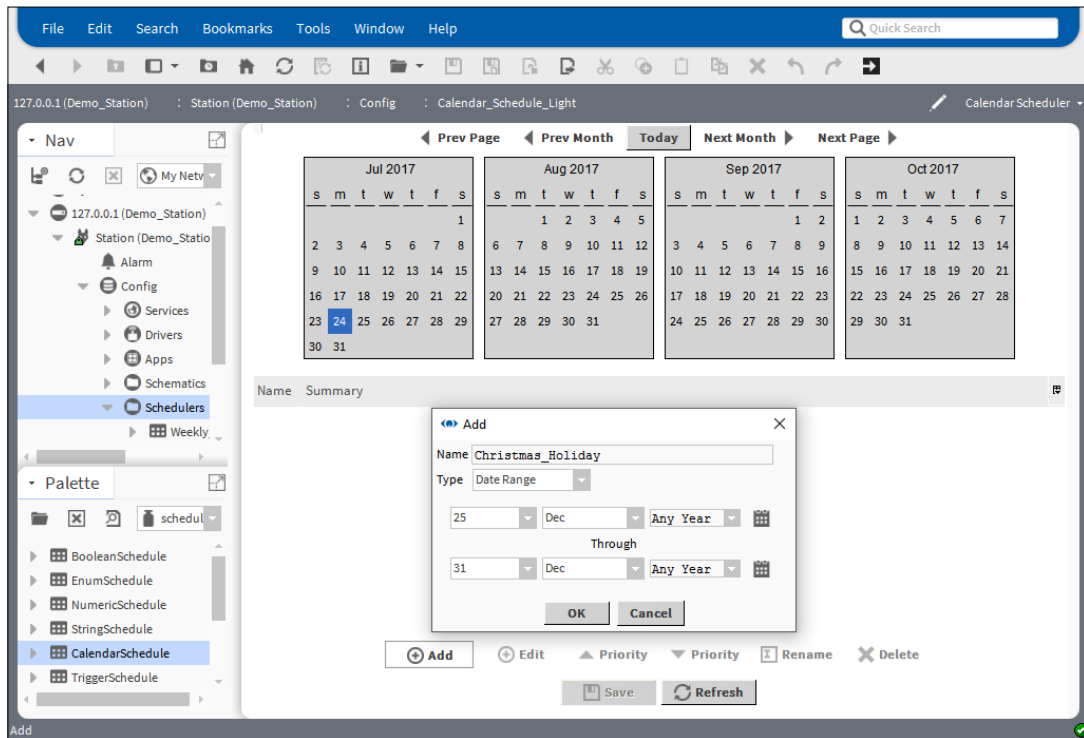 File Edit Search Bookmarks Tools Window Help
Quick Search
127.0.0.1 (Demo_Station) : Station (Demo_Station) : Config : Calendar_Schedule_Light
Calendar Scheduler
Nav
My Netv
127.0.0.1 (Demo_Station)
Station (Demo_Statio
Alarm
Config
Services
Drivers
Apps
Schematics
Schedulers
Weekly_
Palette
schedul
BooleanSchedule
EnumSchedule
NumericSchedule
StringSchedule
CalendarSchedule
TriggerSchedule
Prev Page Prev Month Today Next Month Next Page
Jul 2017
s m t w t f s
1
2 3 4 5 6 7 8
9 10 11 12 13 14 15
16 17 18 19 20 21 22
23 24 25 26 27 28 29
30 31
Aug 2017
s m t w t f s
1 2 3 4 5
6 7 8 9 10 11 12
13 14 15 16 17 18 19
20 21 22 23 24 25 26
27 28 29 30 31
Sep 2017
s m t w t f s
1 2
3 4 5 6 7 8 9
10 11 12 13 14 15 16
17 18 19 20 21 22 23
24 25 26 27 28 29 30
Oct 2017
s m t w t f s
1 2 3 4 5 6 7
8 9 10 11 12 13 14
15 16 17 18 19 20 21
22 23 24 25 26 27 28
29 30 31
Name Summary
Add
Name Christmas_Holiday
Type Date Range
25 Dec Any Year
Through
31 Dec Any Year
OK Cancel
Add Edit Priority Priority Rename Delete
Save Refresh
Add